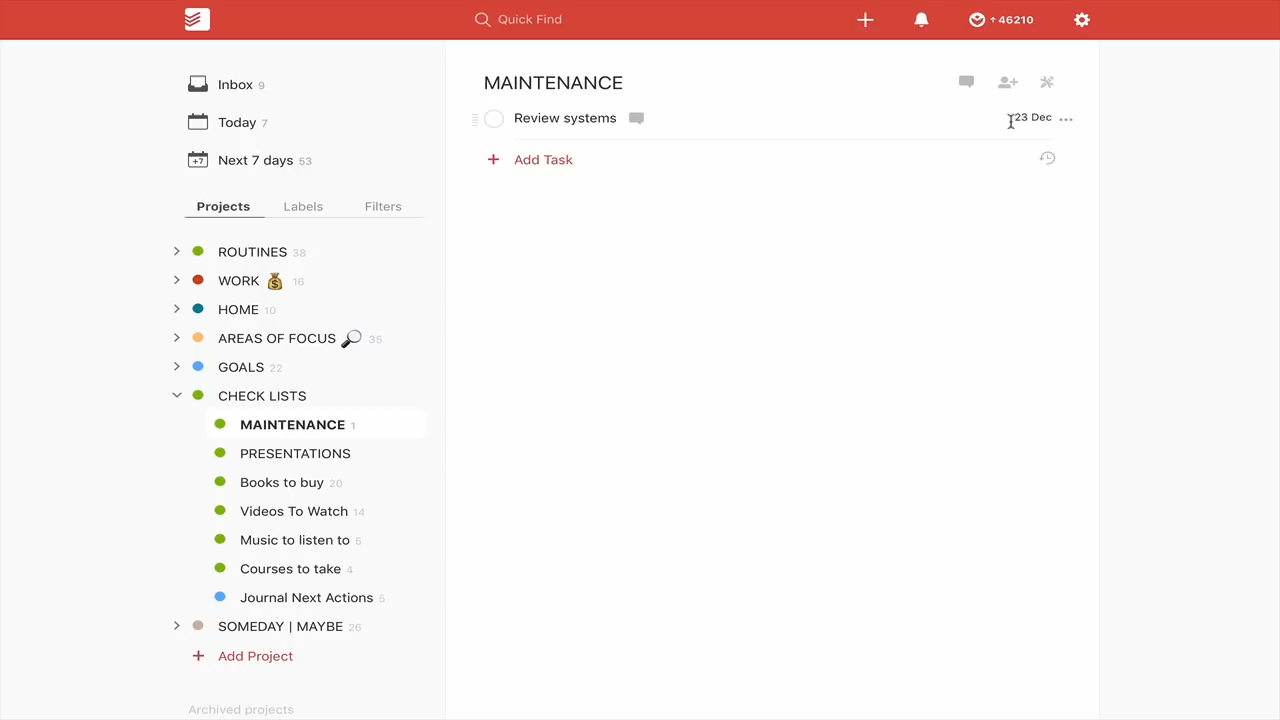 Quick Find
46210
Inbox 9
Today 7
+7 Next 7 days 53
Projects Labels Filters
ROUTINES 38
WORK 16
HOME 10
AREAS OF FOCUS 35
GOALS 22
CHECK LISTS
MAINTENANCE 1
PRESENTATIONS
Books to buy 20
Videos To Watch 14
Music to listen to 5
Courses to take 4
Journal Next Actions 5
SOMEDAY | MAYBE 26
+ Add Project
Archived projects
MAINTENANCE
Review systems 23 Dec
+ Add Task